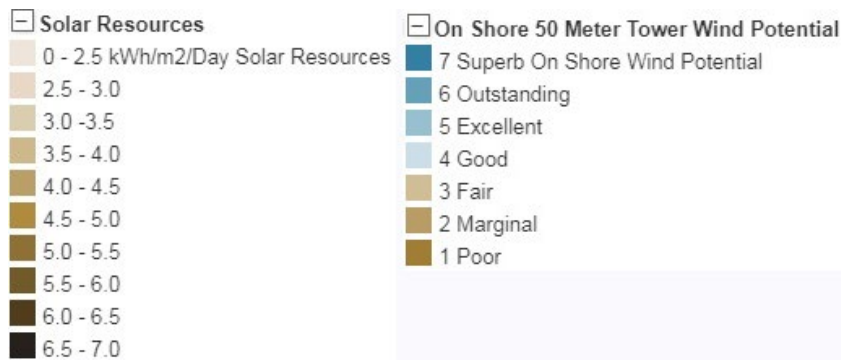 Solar Resources
0 - 2.5 kWh/m2/Day Solar Resources
2.5 - 3.0
3.0 -3.5
3.5 - 4.0
4.0 - 4.5
4.5 - 5.0
5.0 - 5.5
5.5 - 6.0
6.0 - 6.5
6.5 - 7.0
On Shore 50 Meter Tower Wind Potential
7 Superb On Shore Wind Potential
6 Outstanding
5 Excellent
4 Good
3 Fair
2 Marginal
1 Poor